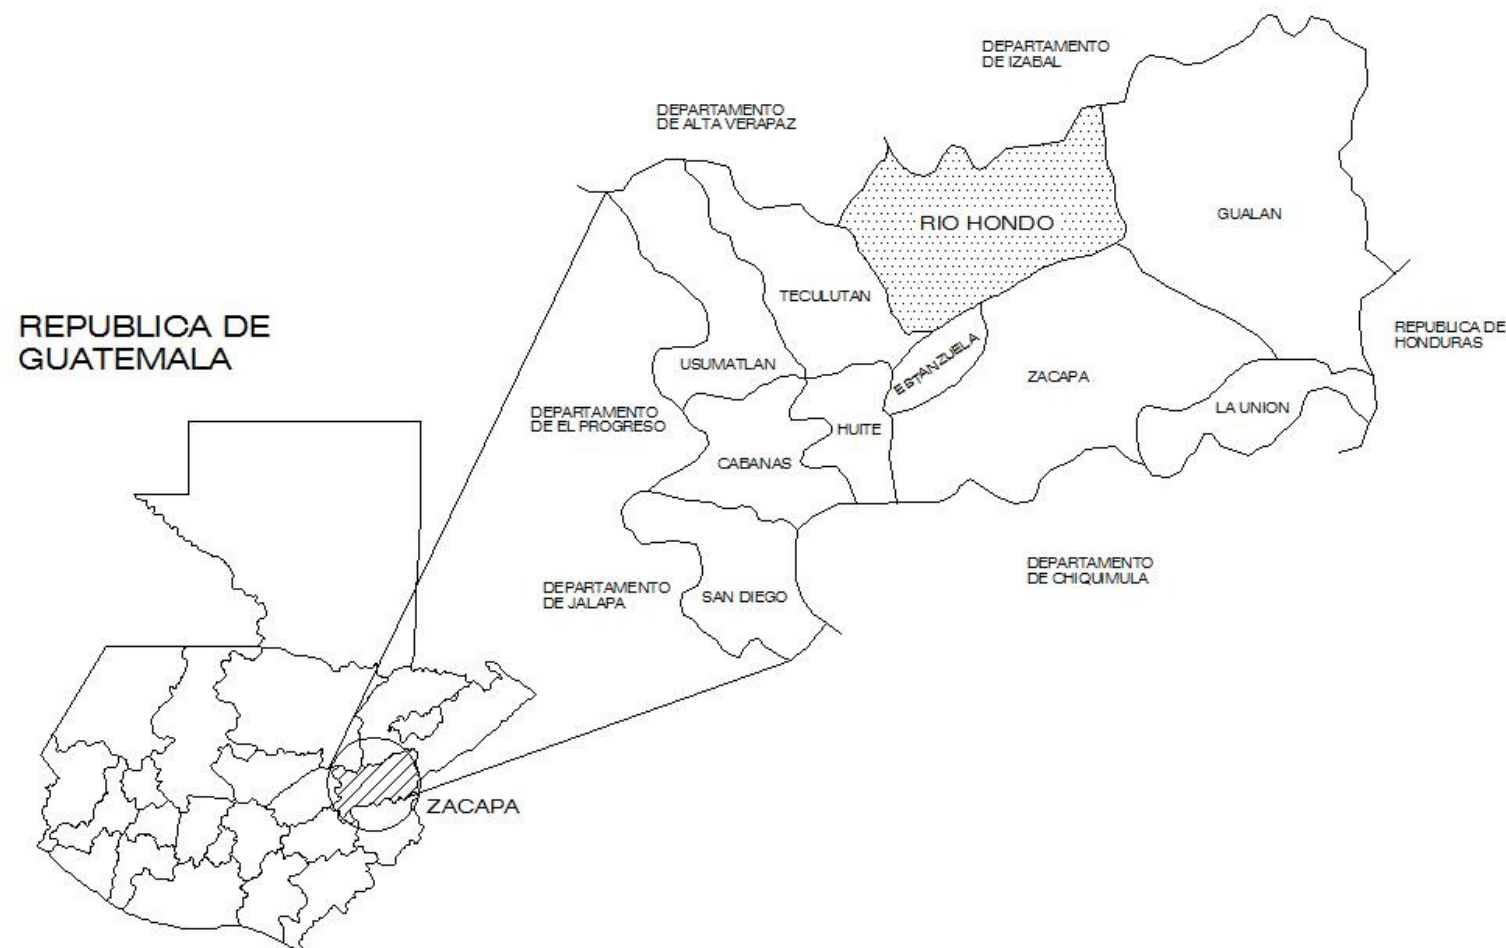 DEPARTAMENTO
DE IZABAL
DEPARTAMENTO
DE ALTA VERAPAZ
RIO HONDO
GUALAN
TECULUTAN
REPUBLICA DE
GUATEMALA
REPUBLICA DE
HONDURAS
USUMATLAN
ESTANZUELA
ZACAPA
DEPARTAMENTO
DE EL PROGRESO
LA UNION
HUITE
CABANAS
DEPARTAMENTO
DE CHIQUIMULA
DEPARTAMENTO
DE JALAPA
SAN DIEGO
ZACAPA